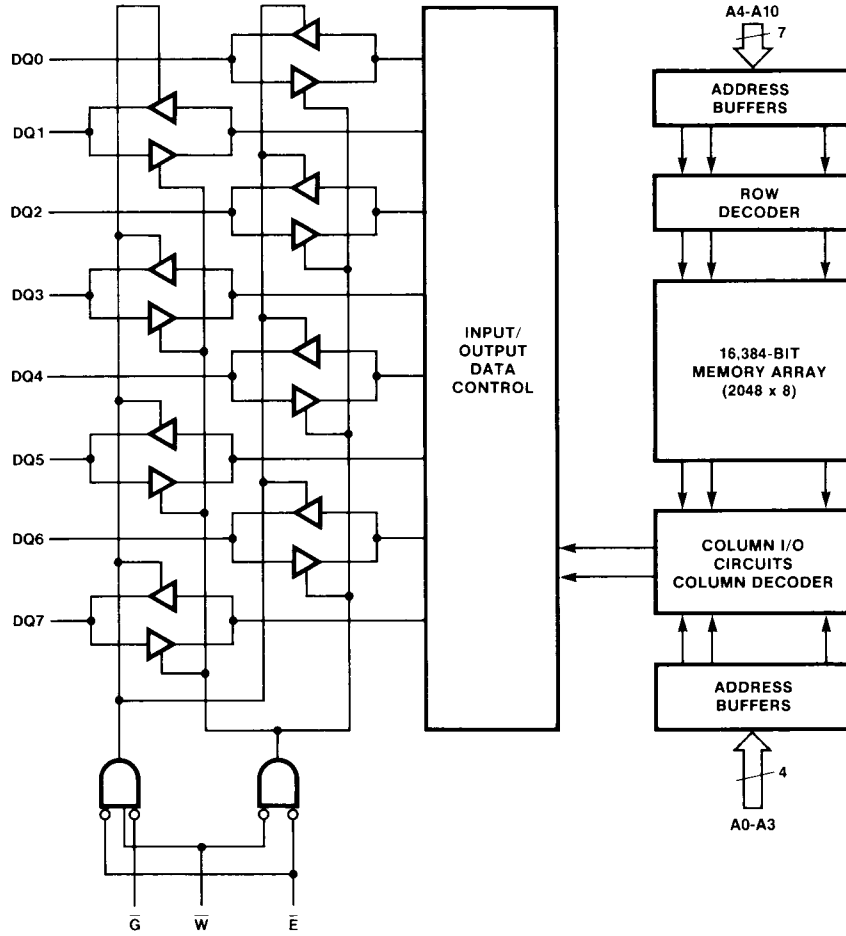 A4-A10
7
DQ0
ADDRESS
BUFFERS
DQ1
DQ2
ROW
DECODER
DQ3
INPUT/
OUTPUT
DATA
CONTROL
16,384-BIT
MEMORY ARRAY
(2048 x 8)
DQ4
DQ5
DQ6
COLUMN I/O
CIRCUITS
COLUMN DECODER
DQ7
ADDRESS
BUFFERS
4
A0-A3
G̅ W̅ E̅